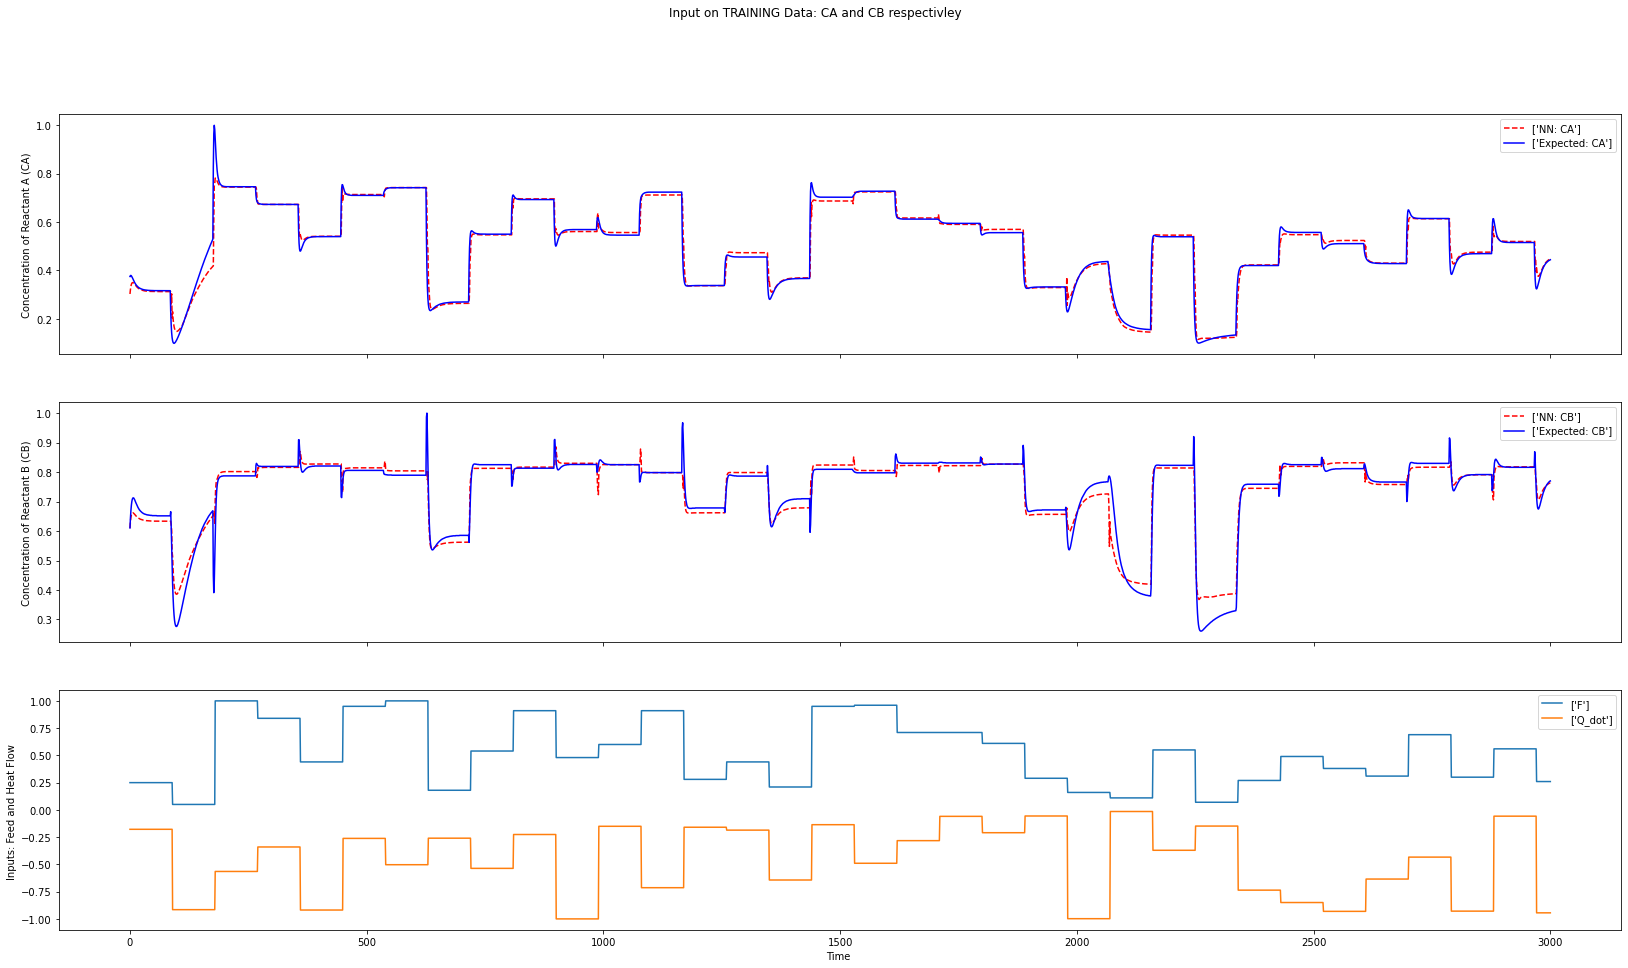 Input on TRAINING Data: CA and CB respectivley
Concentration of Reactant A (CA)
1.0
0.8
0.6
0.4
0.2
['NN: CA']
['Expected: CA']
Concentration of Reactant B (CB)
1.0
0.9
0.8
0.7
0.6
0.5
0.4
0.3
['NN: CB']
['Expected: CB']
Inputs: Feed and Heat Flow
1.00
0.75
0.50
0.25
0.00
−0.25
−0.50
−0.75
−1.00
['F']
['Q_dot']
0
500
1000
1500
2000
2500
3000
Time